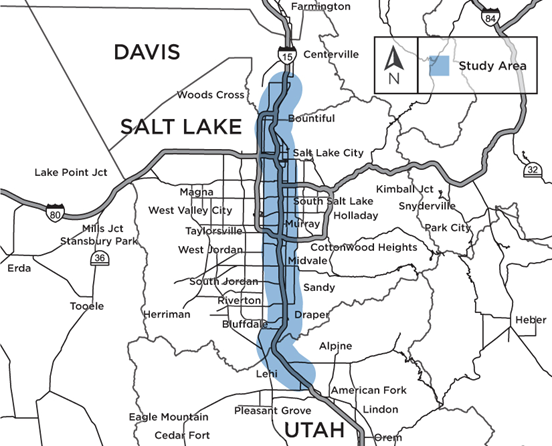 Farmington
84
DAVIS
15
Centerville
N
Study Area
Woods Cross
Bountiful
SALT LAKE
Salt Lake City
Lake Point Jct
32
Magna
Kimball Jct
South Salt Lake
Snyderville
80
West Valley City
Holladay
Mills Jct
Taylorsville
Murray
Park City
Stansbury Park
West Jordan
Cottonwood Heights
36
Midvale
Erda
South Jordan
Sandy
Riverton
Tooele
Herriman
Draper
Bluffdale
Heber
Alpine
Lehi
American Fork
Pleasant Grove
Lindon
Eagle Mountain
UTAH
Cedar Fort
Orem